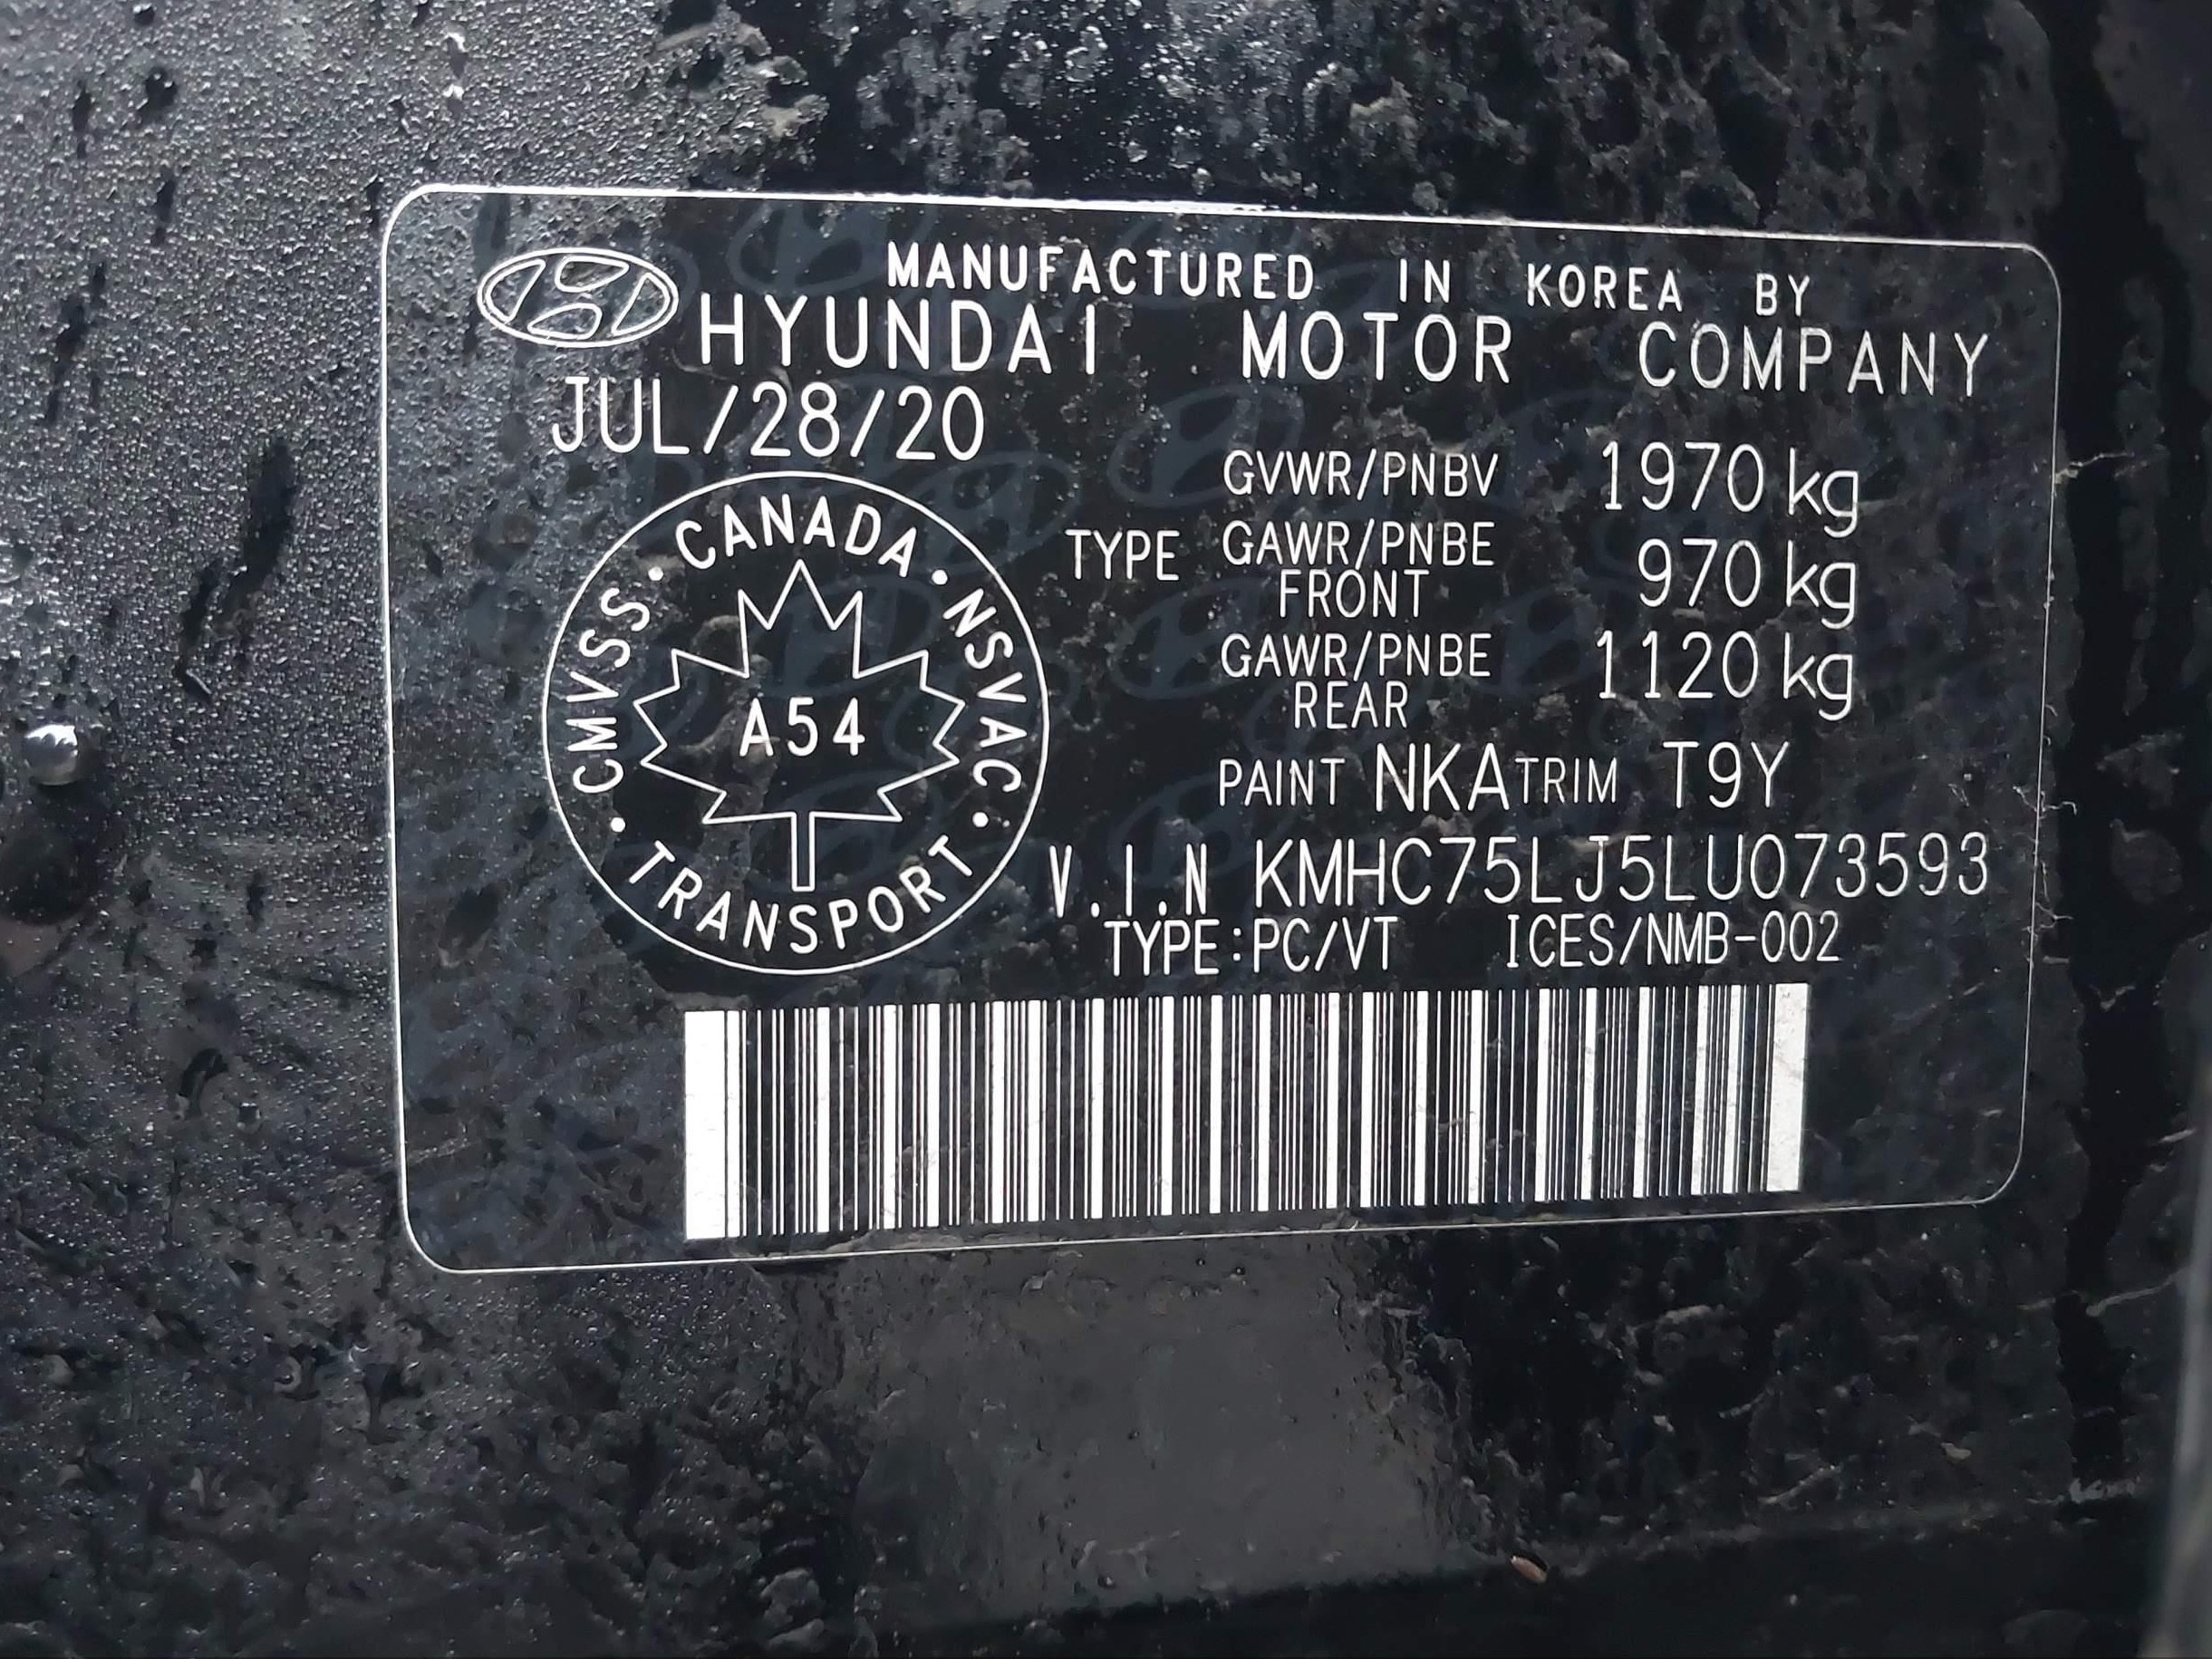 MANUFACTURED IN KOREA BY
HYUNDAI MOTOR COMPANY
JUL/28/20
GVWR/PNBV 1970 kg
TYPE GAWR/PNBE FRONT 970 kg
GAWR/PNBE REAR 1120 kg
PAINT NKA TRIM T9Y
V.I.N KMHC75LJ5LU073593
TYPE:PC/VT ICES/NMB-002
CANADA • NSVAC • TRANSPORT • CMVSS •
A54